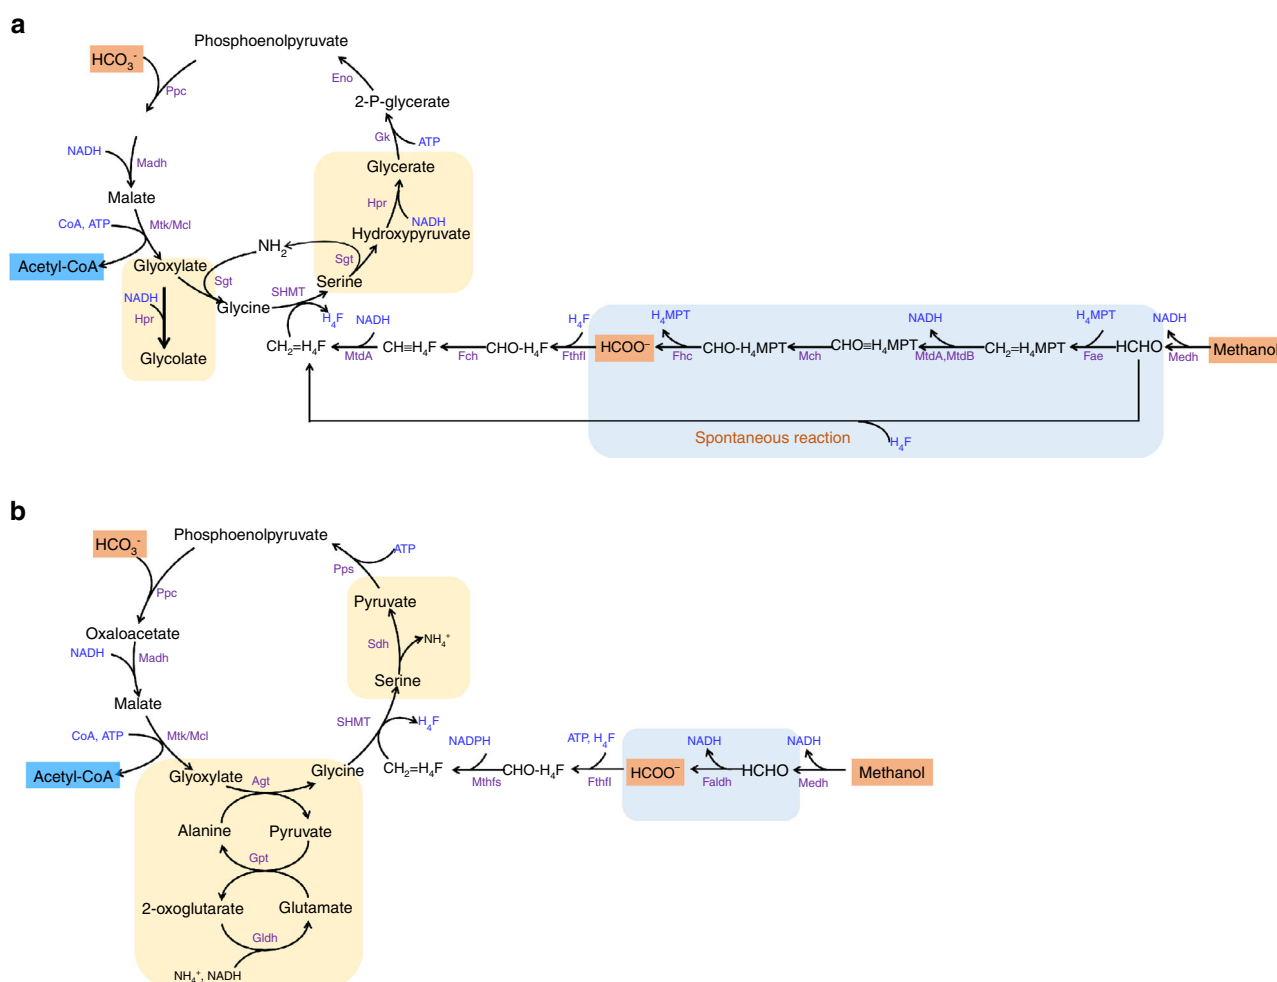 a
Phosphoenolpyruvate
HCO3-
Ppc
Eno
2-P-glycerate
Gk
ATP
NADH
Madh
Glycerate
Malate
Hpr
NADH
CoA, ATP
Mtk/Mcl
Hydroxypyruvate
NH2
Acetyl-CoA
Glyoxylate
Sgt
Sgt
Serine
NADH
SHMT
Glycine
Hpr
H4F
Glycolate
CH2=H4F
NADH
MtdA
CH≡H4F
Fch
CHO-H4F
H4F
Fthfl
HCOO−
H4MPT
Fhc
CHO-H4MPT
Mch
CHO≡H4MPT
NADH
MtdA,MtdB
CH2=H4MPT
H4MPT
Fae
HCHO
NADH
Medh
Methanol
Spontaneous reaction
H4F
b
Phosphoenolpyruvate
HCO3-
ATP
Pps
Ppc
Pyruvate
Oxaloacetate
NADH
Madh
Sdh
NH4+
Serine
Malate
SHMT
H4F
CoA, ATP
Mtk/Mcl
Acetyl-CoA
Glyoxylate
Agt
Glycine
CH2=H4F
NADPH
Mthfs
CHO-H4F
ATP, H4F
Fthfl
HCOO−
NADH
Faldh
HCHO
NADH
Medh
Methanol
Alanine
Pyruvate
Gpt
2-oxoglutarate
Glutamate
Gldh
NH4+, NADH